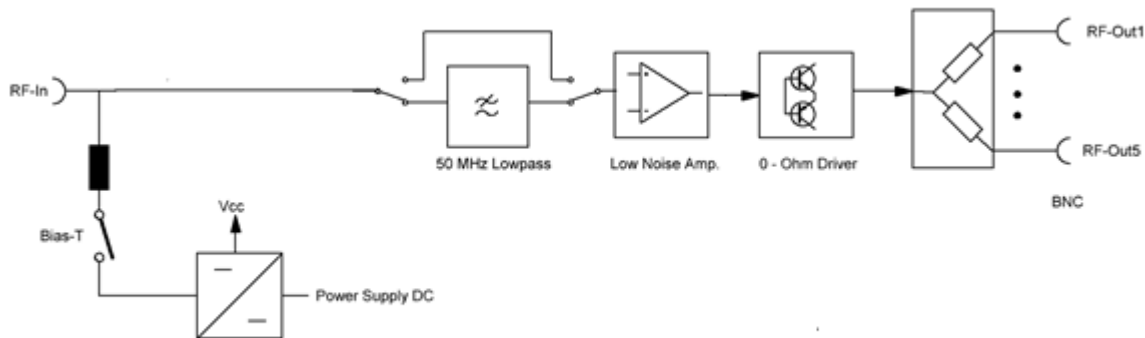 RF-In
RF-Out1
50 MHz Lowpass
Low Noise Amp.
0 - Ohm Driver
RF-Out5
BNC
Vcc
Bias-T
Power Supply DC